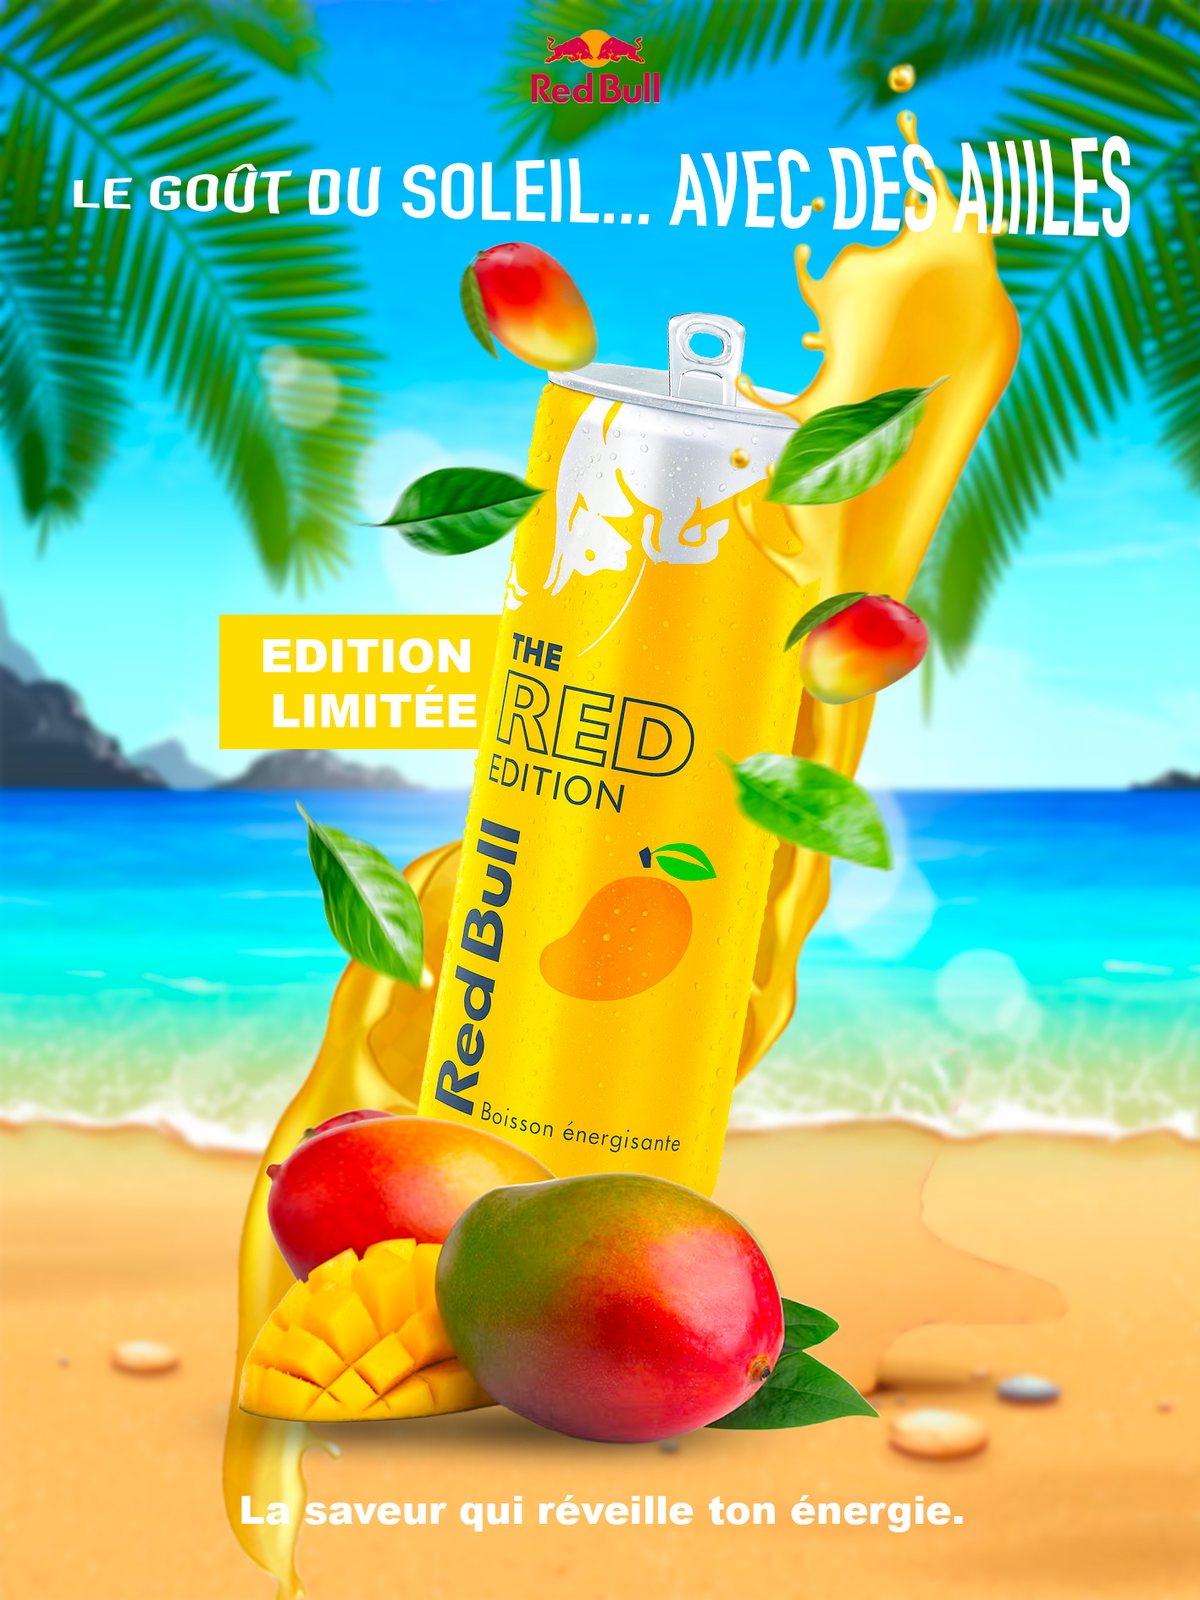 Red Bull
LE GOÛT DU SOLEIL... AVEC DES AIIILES
EDITION
LIMITÉE
THE
RED
EDITION
Red Bull
Boisson énergisante
La saveur qui réveille ton énergie.